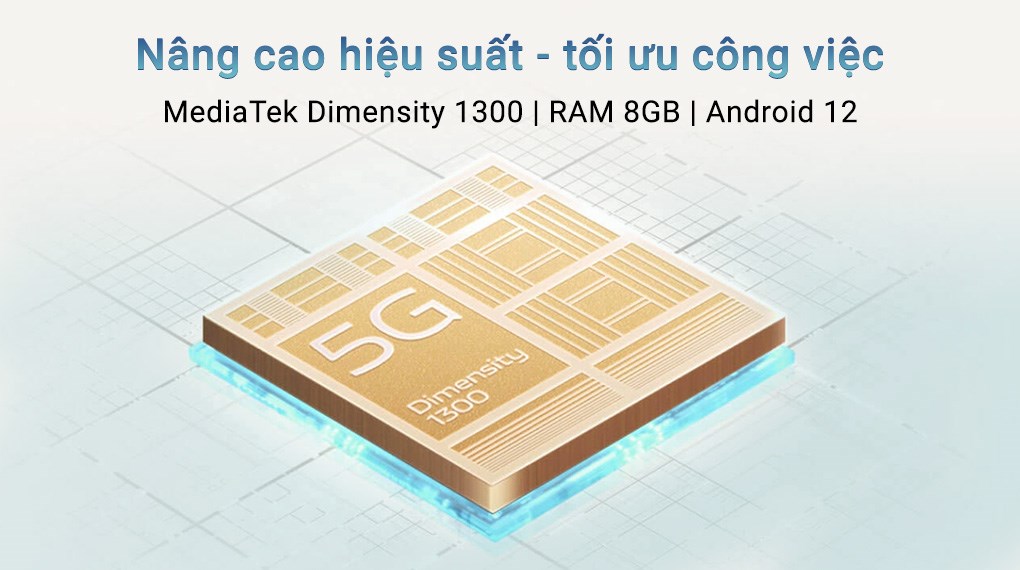 Nâng cao hiệu suất - tối ưu công việc
MediaTek Dimensity 1300 | RAM 8GB | Android 12
5G
Dimensity
1300